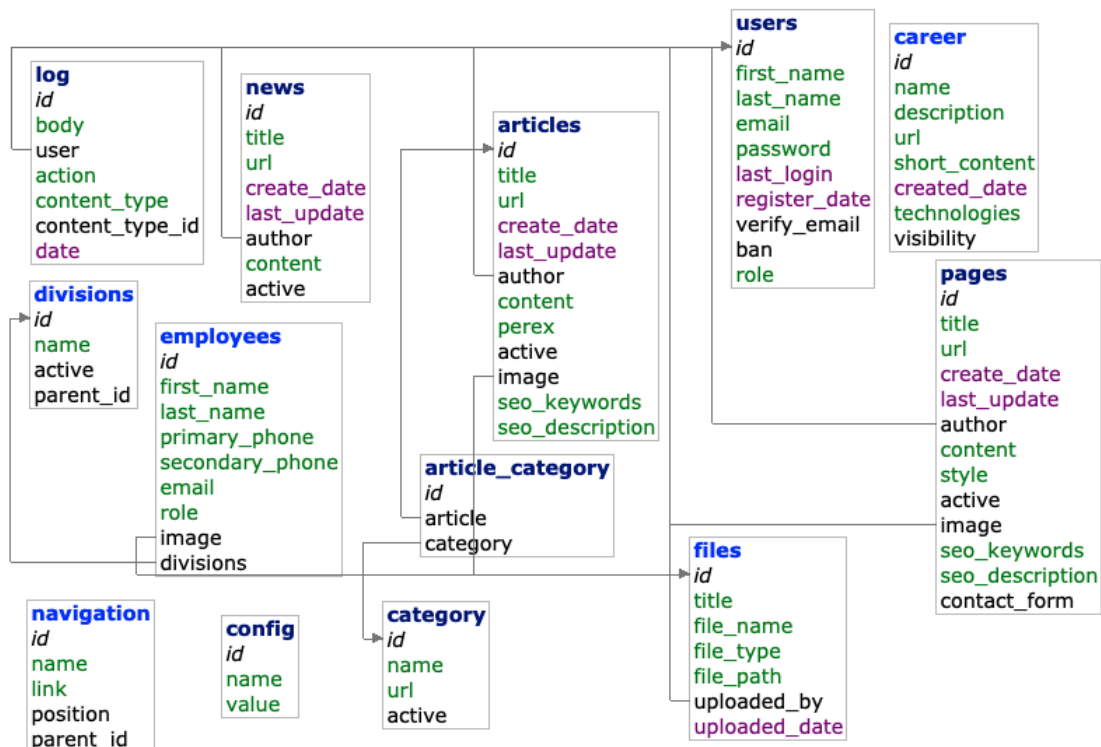 users
id
first_name
last_name
email
password
last_login
register_date
verify_email
ban
role
career
id
name
description
url
short_content
created_date
technologies
visibility
log
id
body
user
action
content_type
content_type_id
date
news
id
title
url
create_date
last_update
author
content
active
articles
id
title
url
create_date
last_update
author
content
perex
active
image
seo_keywords
seo_description
pages
id
title
url
create_date
last_update
author
content
style
active
image
seo_keywords
seo_description
contact_form
divisions
id
name
active
parent_id
employees
id
first_name
last_name
primary_phone
secondary_phone
email
role
image
divisions
article_category
id
article
category
files
id
title
file_name
file_type
file_path
uploaded_by
uploaded_date
navigation
id
name
link
position
parent_id
config
id
name
value
category
id
name
url
active